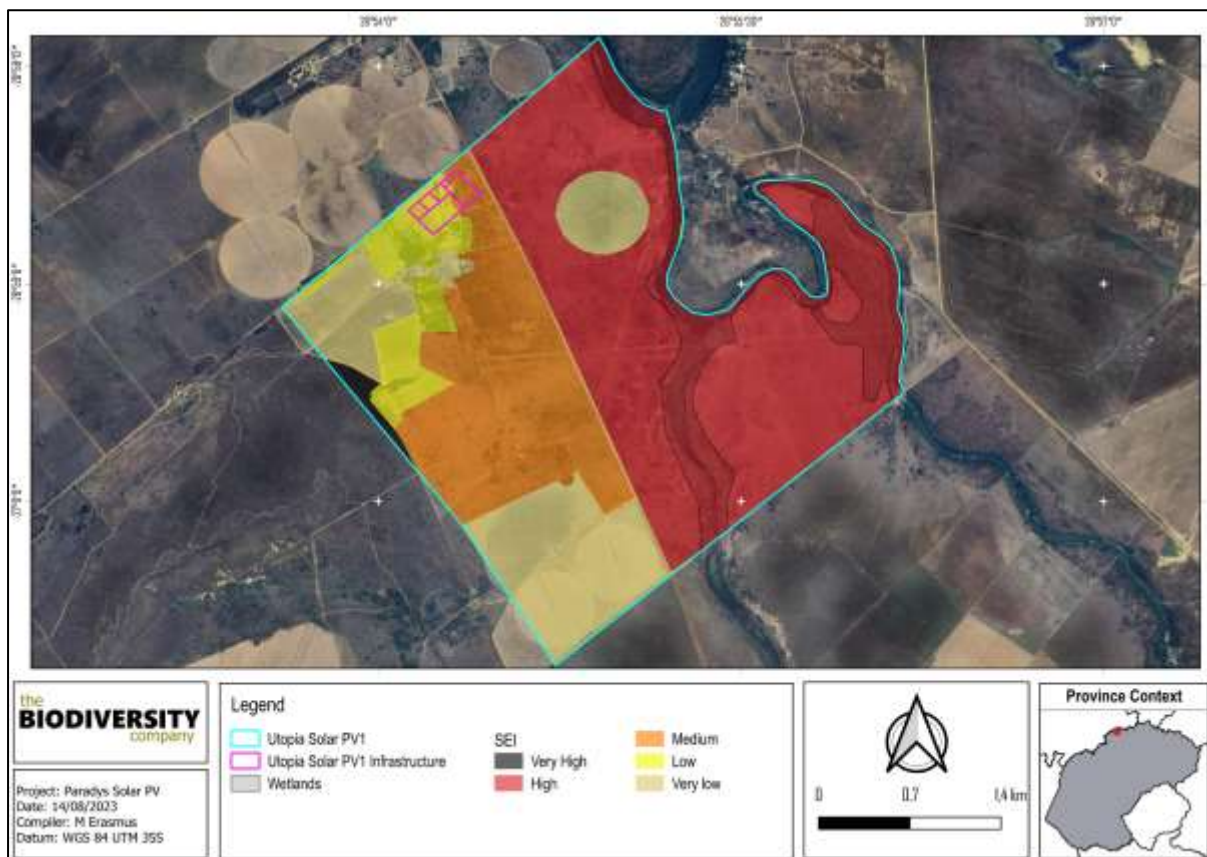 the
BIODIVERSITY
company
Project: Paradys Solar PV
Date: 14/08/2023
Compiler: M Erasmus
Datum: WGS 84 UTM 35S
Legend
Utopia Solar PV1
Utopia Solar PV1 Infrastructure
Wetlands
SEI
Very High
High
Medium
Low
Very low
0 0,7 1,4 km
Province Context